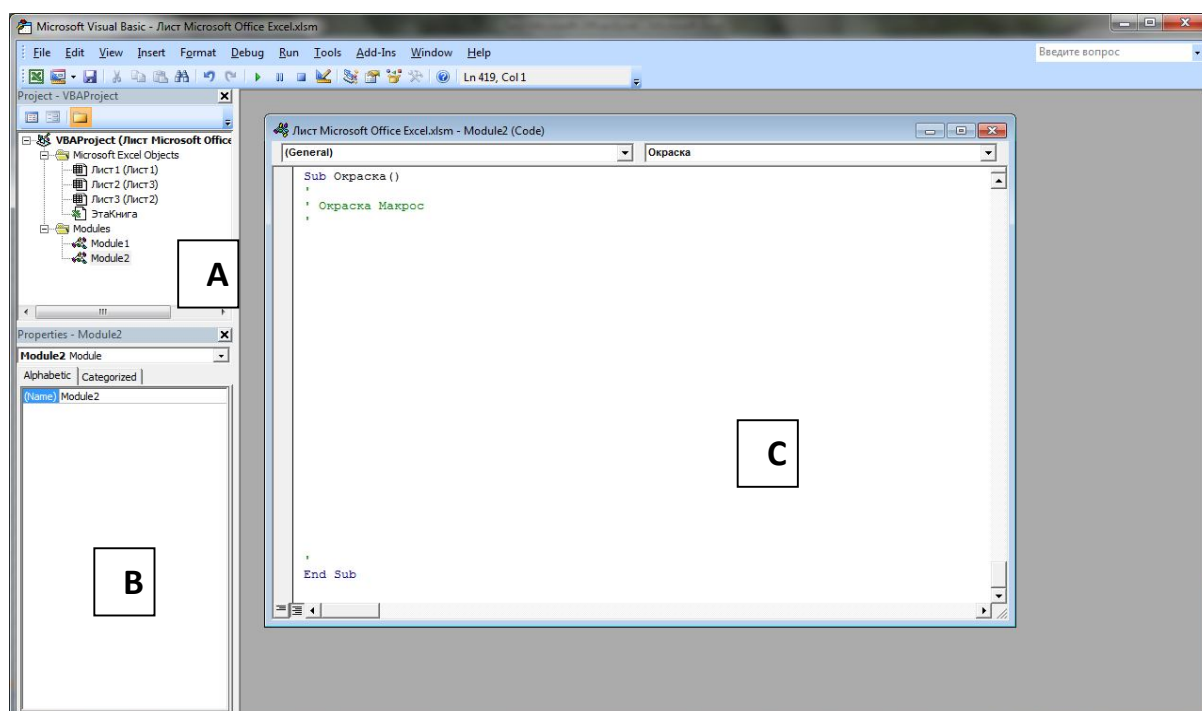 Microsoft Visual Basic - Лист Microsoft Office Excel.xlsm
File Edit View Insert Format Debug Run Tools Add-Ins Window Help
Введите вопрос
Ln 419, Col 1
Project - VBAProject
VBAProject (Лист Microsoft Office
Microsoft Excel Objects
Лист1 (Лист1)
Лист2 (Лист3)
Лист3 (Лист2)
ЭтаКнига
Modules
Module1
Module2
A
Properties - Module2
Module2 Module
Alphabetic Categorized
(Name) Module2
B
Лист Microsoft Office Excel.xlsm - Module2 (Code)
(General) Окраска
Sub Окраска()
'
' Окраска Макрос
'
C
'
End Sub